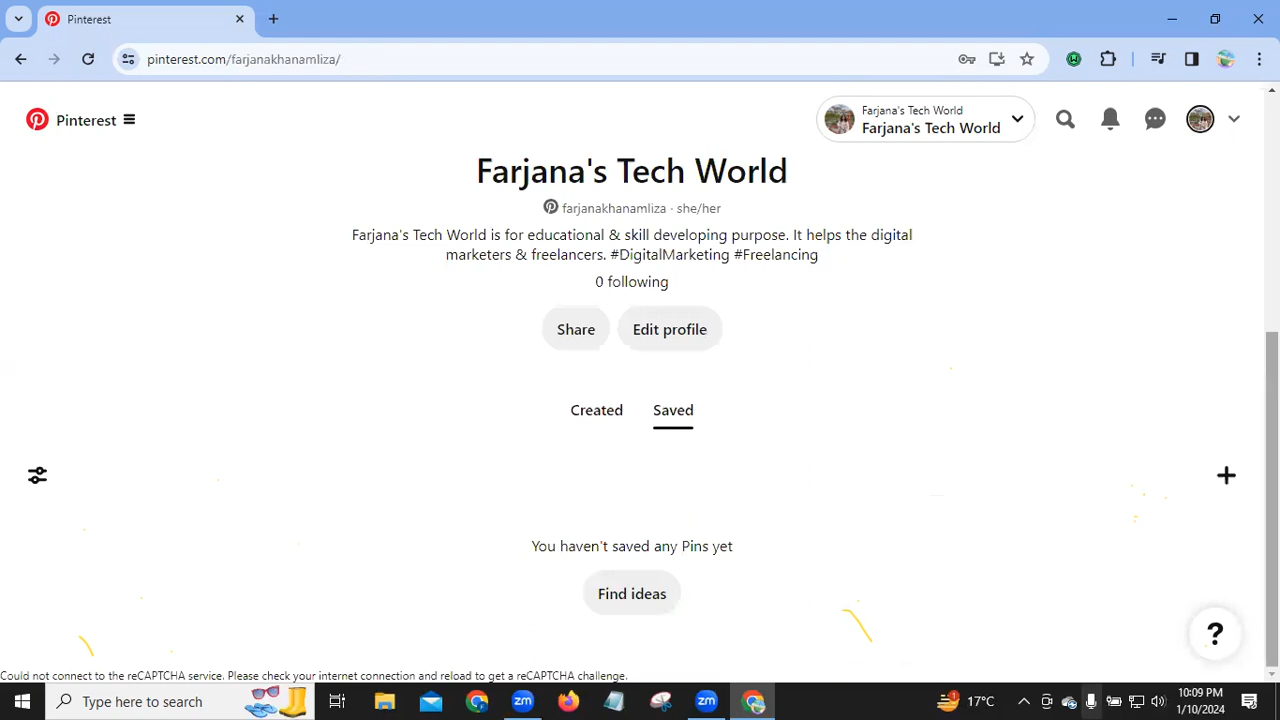 Pinterest
pinterest.com/farjanakhanamliza/
Pinterest
Farjana's Tech World
Farjana's Tech World
Farjana's Tech World
farjanakhanamliza · she/her
Farjana's Tech World is for educational & skill developing purpose. It helps the digital
marketers & freelancers. #DigitalMarketing #Freelancing
0 following
Share Edit profile
Created Saved
You haven't saved any Pins yet
Find ideas
?
Could not connect to the reCAPTCHA service. Please check your internet connection and reload to get a reCAPTCHA challenge.
Type here to search
zm
zm
1
17°C
10:09 PM
1/10/2024